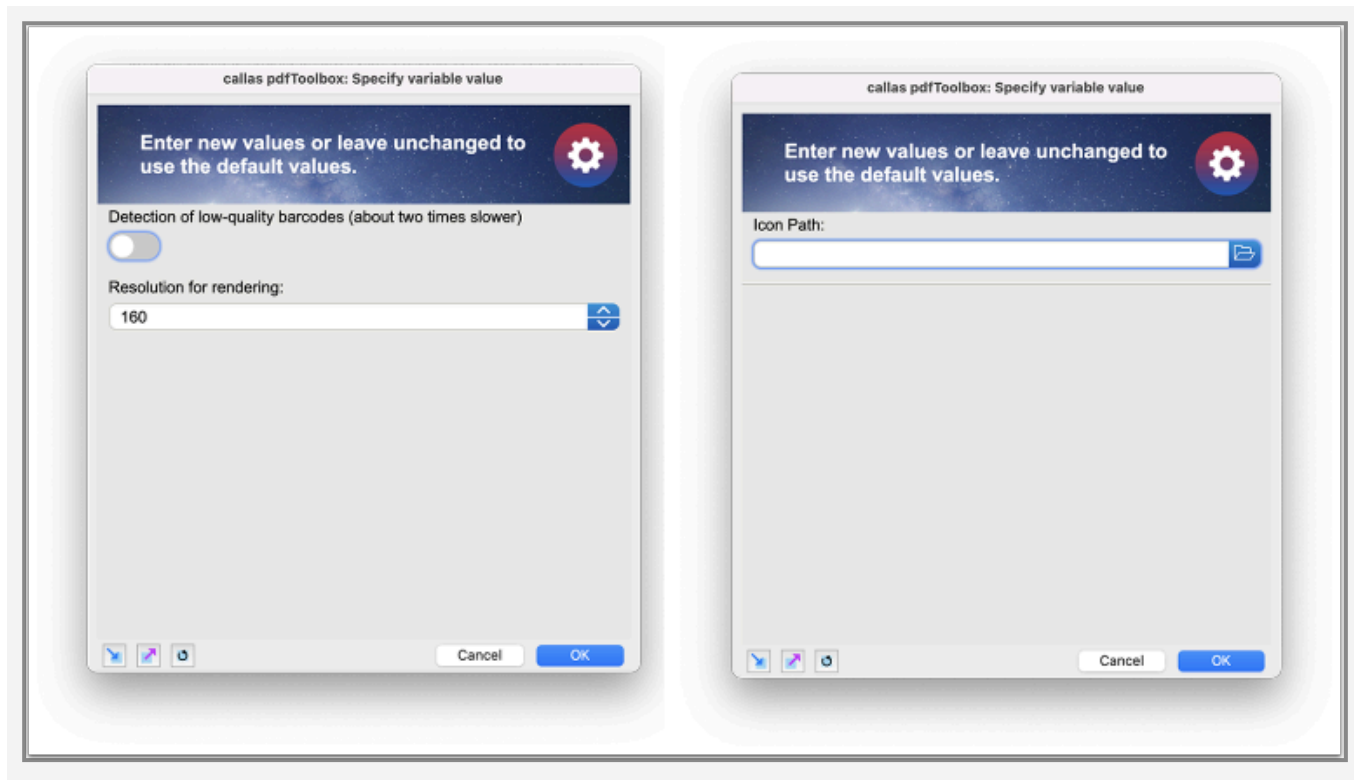 callas pdfToolbox: Specify variable value
Enter new values or leave unchanged to
use the default values.
Detection of low-quality barcodes (about two times slower)
Resolution for rendering:
160
Cancel
OK
callas pdfToolbox: Specify variable value
Enter new values or leave unchanged to
use the default values.
Icon Path:
Cancel
OK